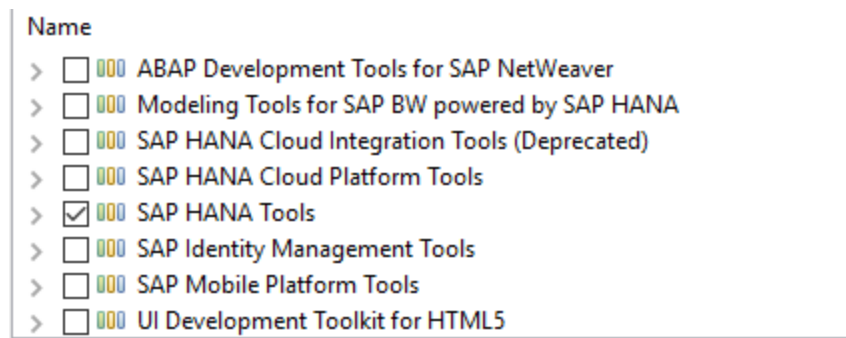 Name
ABAP Development Tools for SAP NetWeaver
Modeling Tools for SAP BW powered by SAP HANA
SAP HANA Cloud Integration Tools (Deprecated)
SAP HANA Cloud Platform Tools
SAP HANA Tools
SAP Identity Management Tools
SAP Mobile Platform Tools
UI Development Toolkit for HTML5